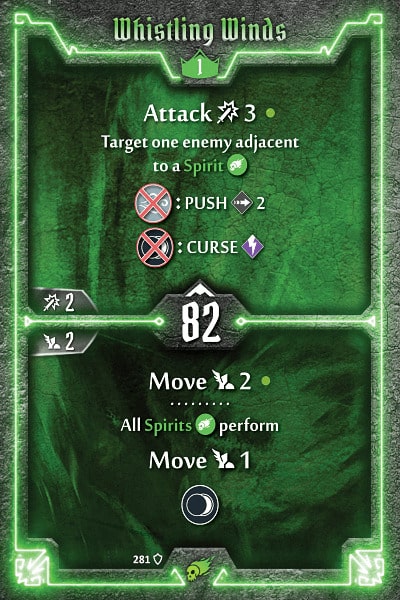 Whistling Winds
1
Attack 3
Target one enemy adjacent
to a Spirit
: PUSH 2
: CURSE
2
82
2
Move 2
All Spirits perform
Move 1
281